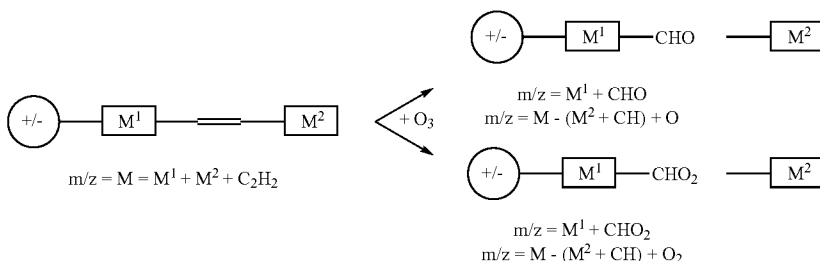 +/- M¹ CHO M²
m/z = M¹ + CHO
m/z = M - (M² + CH) + O
+/- M¹ M²
+ O₃
m/z = M = M¹ + M² + C₂H₂
+/- M¹ CHO₂ M²
m/z = M¹ + CHO₂
m/z = M - (M² + CH) + O₂